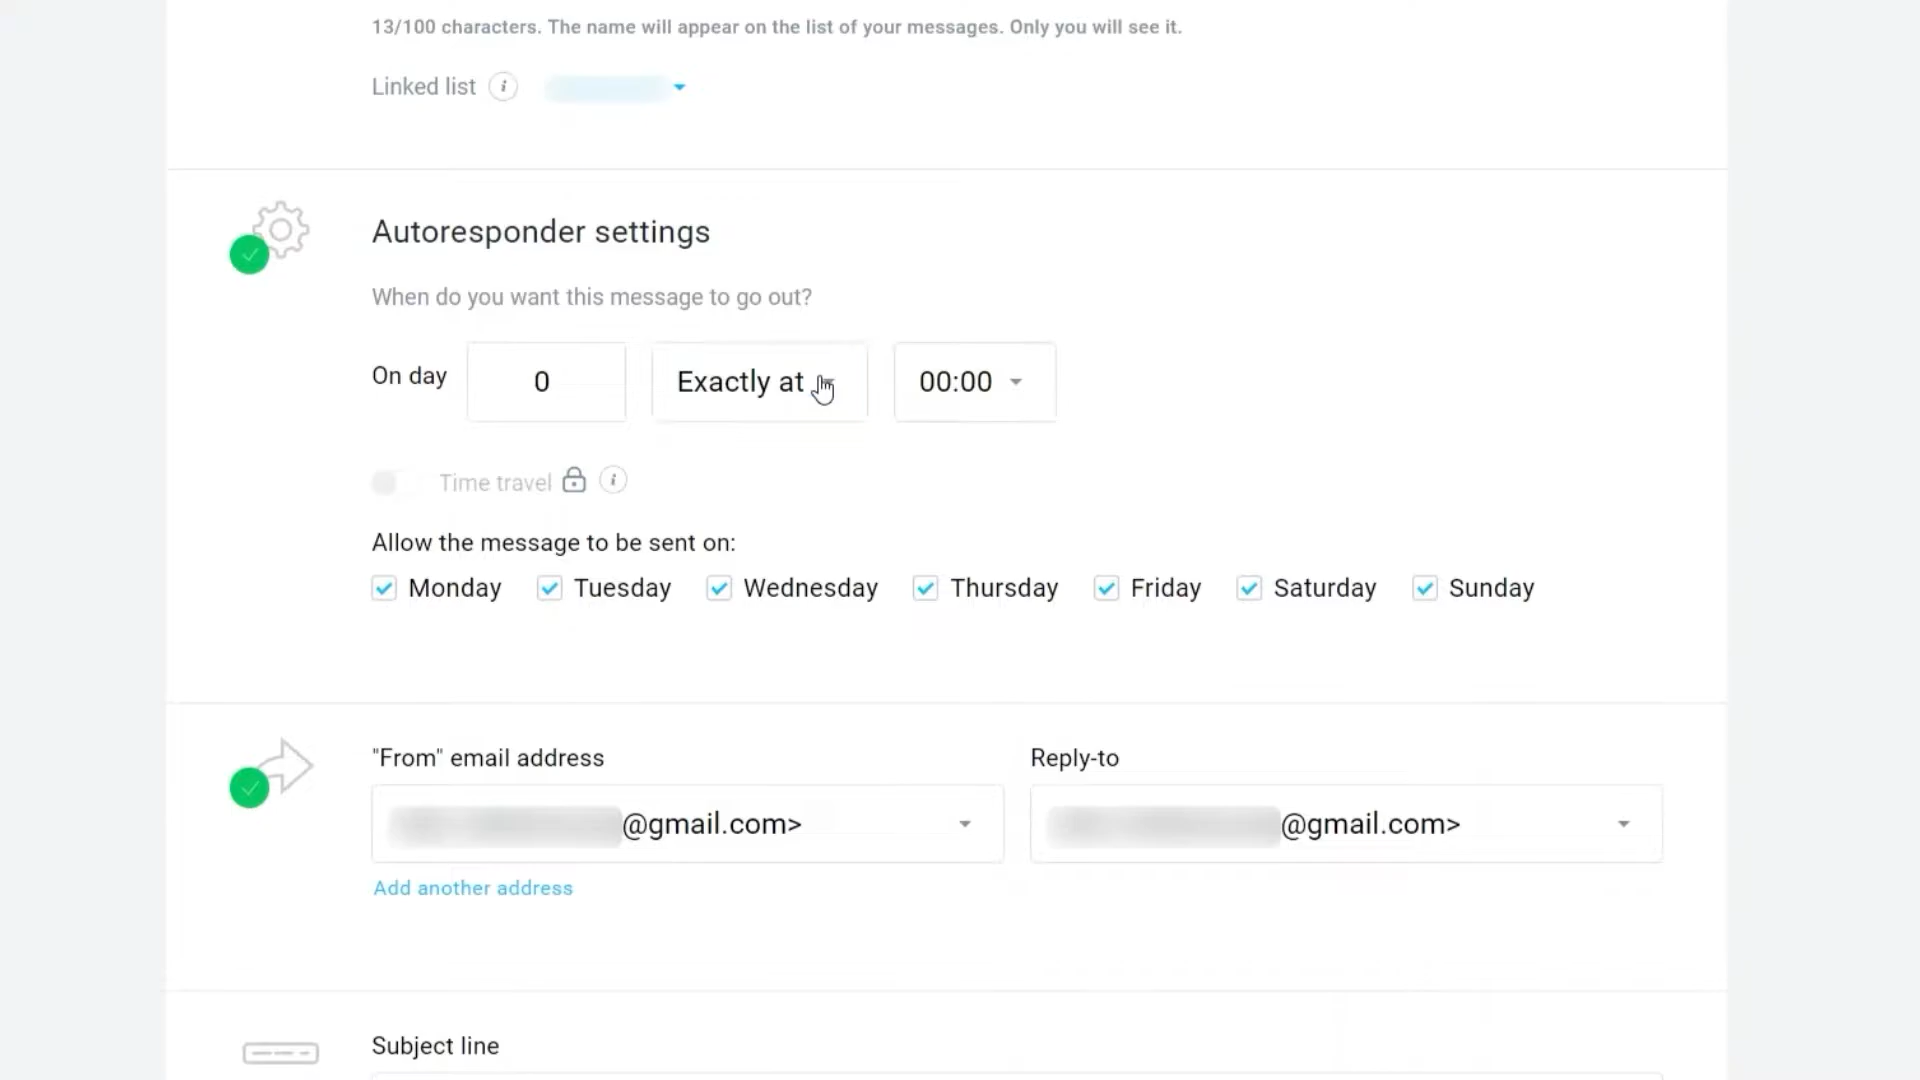 13/100 characters. The name will appear on the list of your messages. Only you will see it.
Linked list i
Autoresponder settings
When do you want this message to go out?
On day 0 Exactly at 00:00
Time travel i
Allow the message to be sent on:
Monday Tuesday Wednesday Thursday Friday Saturday Sunday
"From" email address Reply-to
@gmail.com> @gmail.com>
Add another address
Subject line